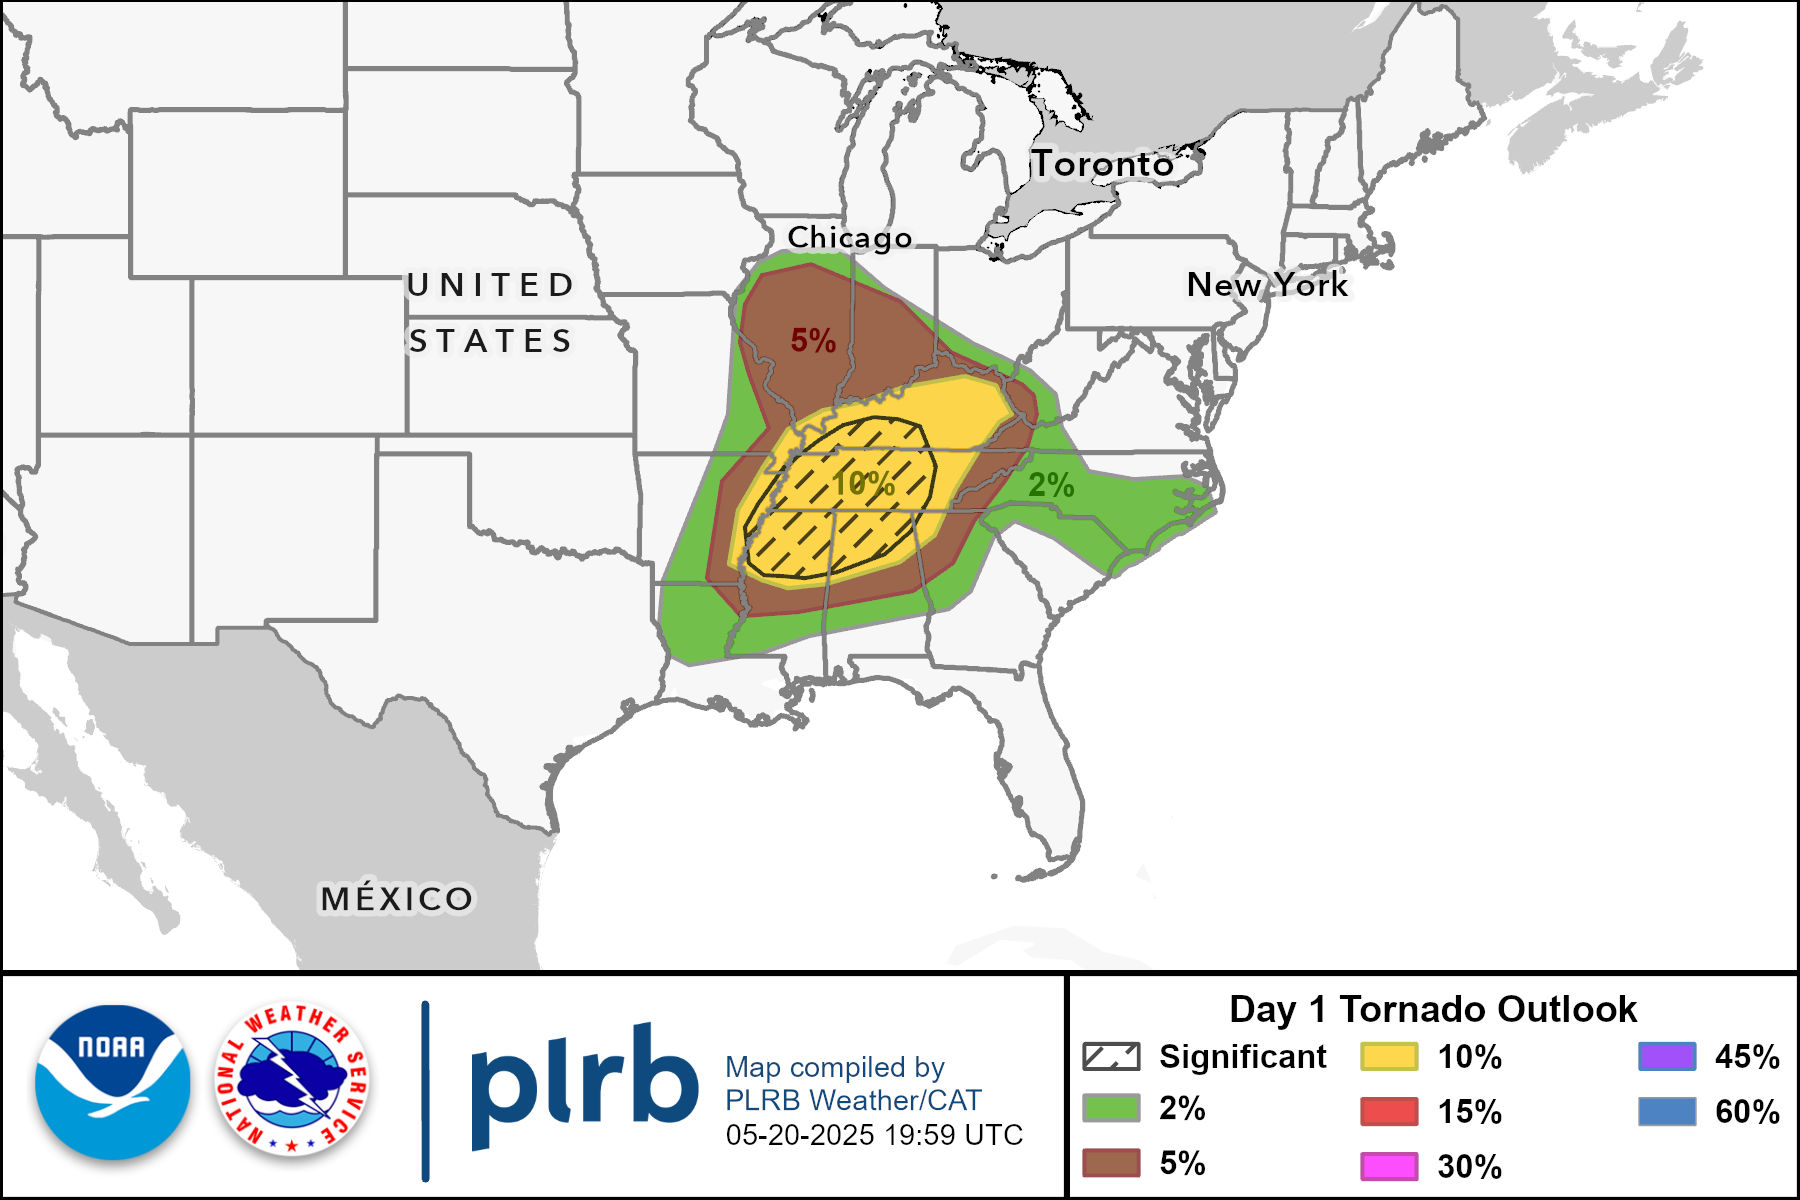 Toronto
Chicago
UNITED
STATES
New York
5%
10%
2%
MÉXICO
NOAA
NATIONAL WEATHER SERVICE
plrb
Map compiled by
PLRB Weather/CAT
05-20-2025 19:59 UTC
Day 1 Tornado Outlook
Significant
10%
45%
2%
15%
60%
5%
30%